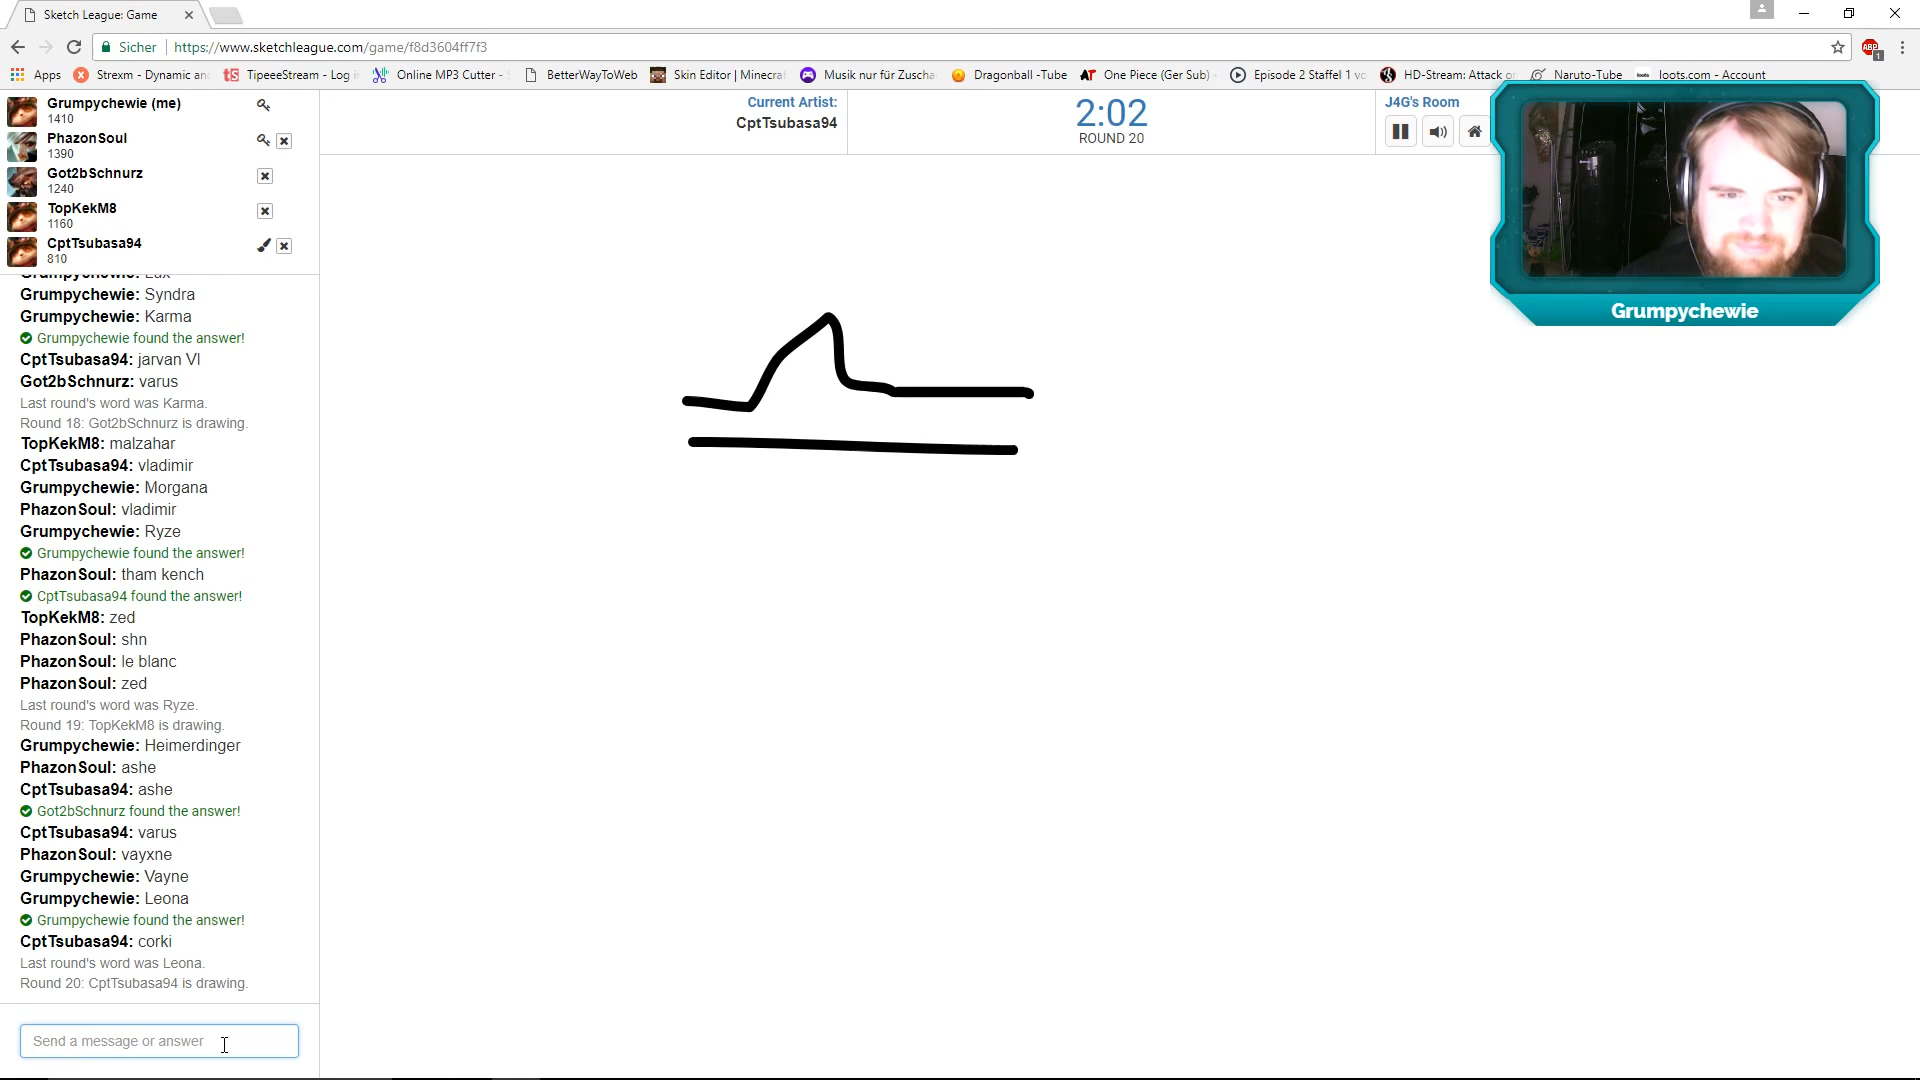 Sketch League: Game
Sicher https://www.sketchleague.com/game/f8d3604ff7f3
ABP 1
Apps Strexm - Dynamic an TipeeeStream - Log i Online MP3 Cutter - BetterWayToWeb Skin Editor | Minecra Musik nur für Zuscha Dragonball -Tube One Piece (Ger Sub) Episode 2 Staffel 1 vo HD-Stream: Attack o Naruto-Tube loots.com - Account
Grumpychewie (me)
1410
PhazonSoul
1390
Got2bSchnurz
1240
TopKekM8
1160
CptTsubasa94
810
Current Artist:
CptTsubasa94
2:02
ROUND 20
J4G's Room
Grumpychewie
Grumpychewie: Lux
Grumpychewie: Syndra
Grumpychewie: Karma
Grumpychewie found the answer!
CptTsubasa94: jarvan VI
Got2bSchnurz: varus
Last round's word was Karma.
Round 18: Got2bSchnurz is drawing.
TopKekM8: malzahar
CptTsubasa94: vladimir
Grumpychewie: Morgana
PhazonSoul: vladimir
Grumpychewie: Ryze
Grumpychewie found the answer!
PhazonSoul: tham kench
CptTsubasa94 found the answer!
TopKekM8: zed
PhazonSoul: shn
PhazonSoul: le blanc
PhazonSoul: zed
Last round's word was Ryze.
Round 19: TopKekM8 is drawing.
Grumpychewie: Heimerdinger
PhazonSoul: ashe
CptTsubasa94: ashe
Got2bSchnurz found the answer!
CptTsubasa94: varus
PhazonSoul: vayxne
Grumpychewie: Vayne
Grumpychewie: Leona
Grumpychewie found the answer!
CptTsubasa94: corki
Last round's word was Leona.
Round 20: CptTsubasa94 is drawing.
Send a message or answer